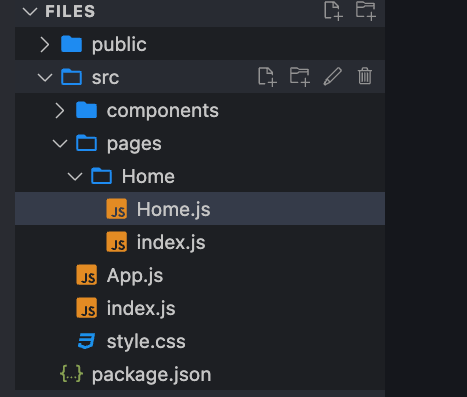 FILES
public
src
components
pages
Home
JS Home.js
JS index.js
JS App.js
JS index.js
style.css
{...} package.json